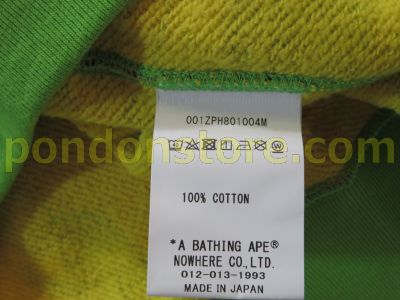 001ZPH801004M
pondonstore.com
100% COTTON
*A BATHING APE®
NOWHERE CO.,LTD.
012-013-1993
MADE IN JAPAN